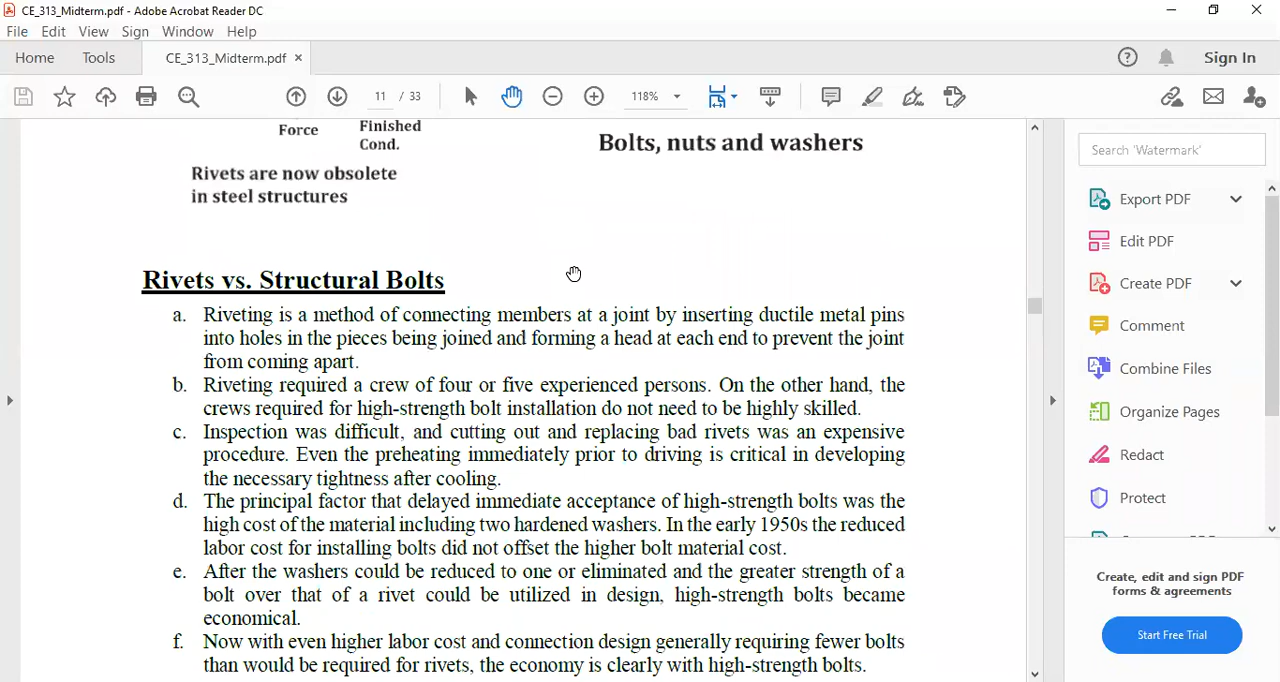 CE_313_Midterm.pdf - Adobe Acrobat Reader DC
File Edit View Sign Window Help
Home Tools CE_313_Midterm.pdf × Sign In
11 / 33 118%
Force
Finished
Cond.
Bolts, nuts and washers
Rivets are now obsolete
in steel structures
Rivets vs. Structural Bolts
a. Riveting is a method of connecting members at a joint by inserting ductile metal pins
into holes in the pieces being joined and forming a head at each end to prevent the joint
from coming apart.
b. Riveting required a crew of four or five experienced persons. On the other hand, the
crews required for high-strength bolt installation do not need to be highly skilled.
c. Inspection was difficult, and cutting out and replacing bad rivets was an expensive
procedure. Even the preheating immediately prior to driving is critical in developing
the necessary tightness after cooling.
d. The principal factor that delayed immediate acceptance of high-strength bolts was the
high cost of the material including two hardened washers. In the early 1950s the reduced
labor cost for installing bolts did not offset the higher bolt material cost.
e. After the washers could be reduced to one or eliminated and the greater strength of a
bolt over that of a rivet could be utilized in design, high-strength bolts became
economical.
f. Now with even higher labor cost and connection design generally requiring fewer bolts
than would be required for rivets, the economy is clearly with high-strength bolts.
Search 'Watermark'
Export PDF
Edit PDF
Create PDF
Comment
Combine Files
Organize Pages
Redact
Protect
Create, edit and sign PDF
forms & agreements
Start Free Trial